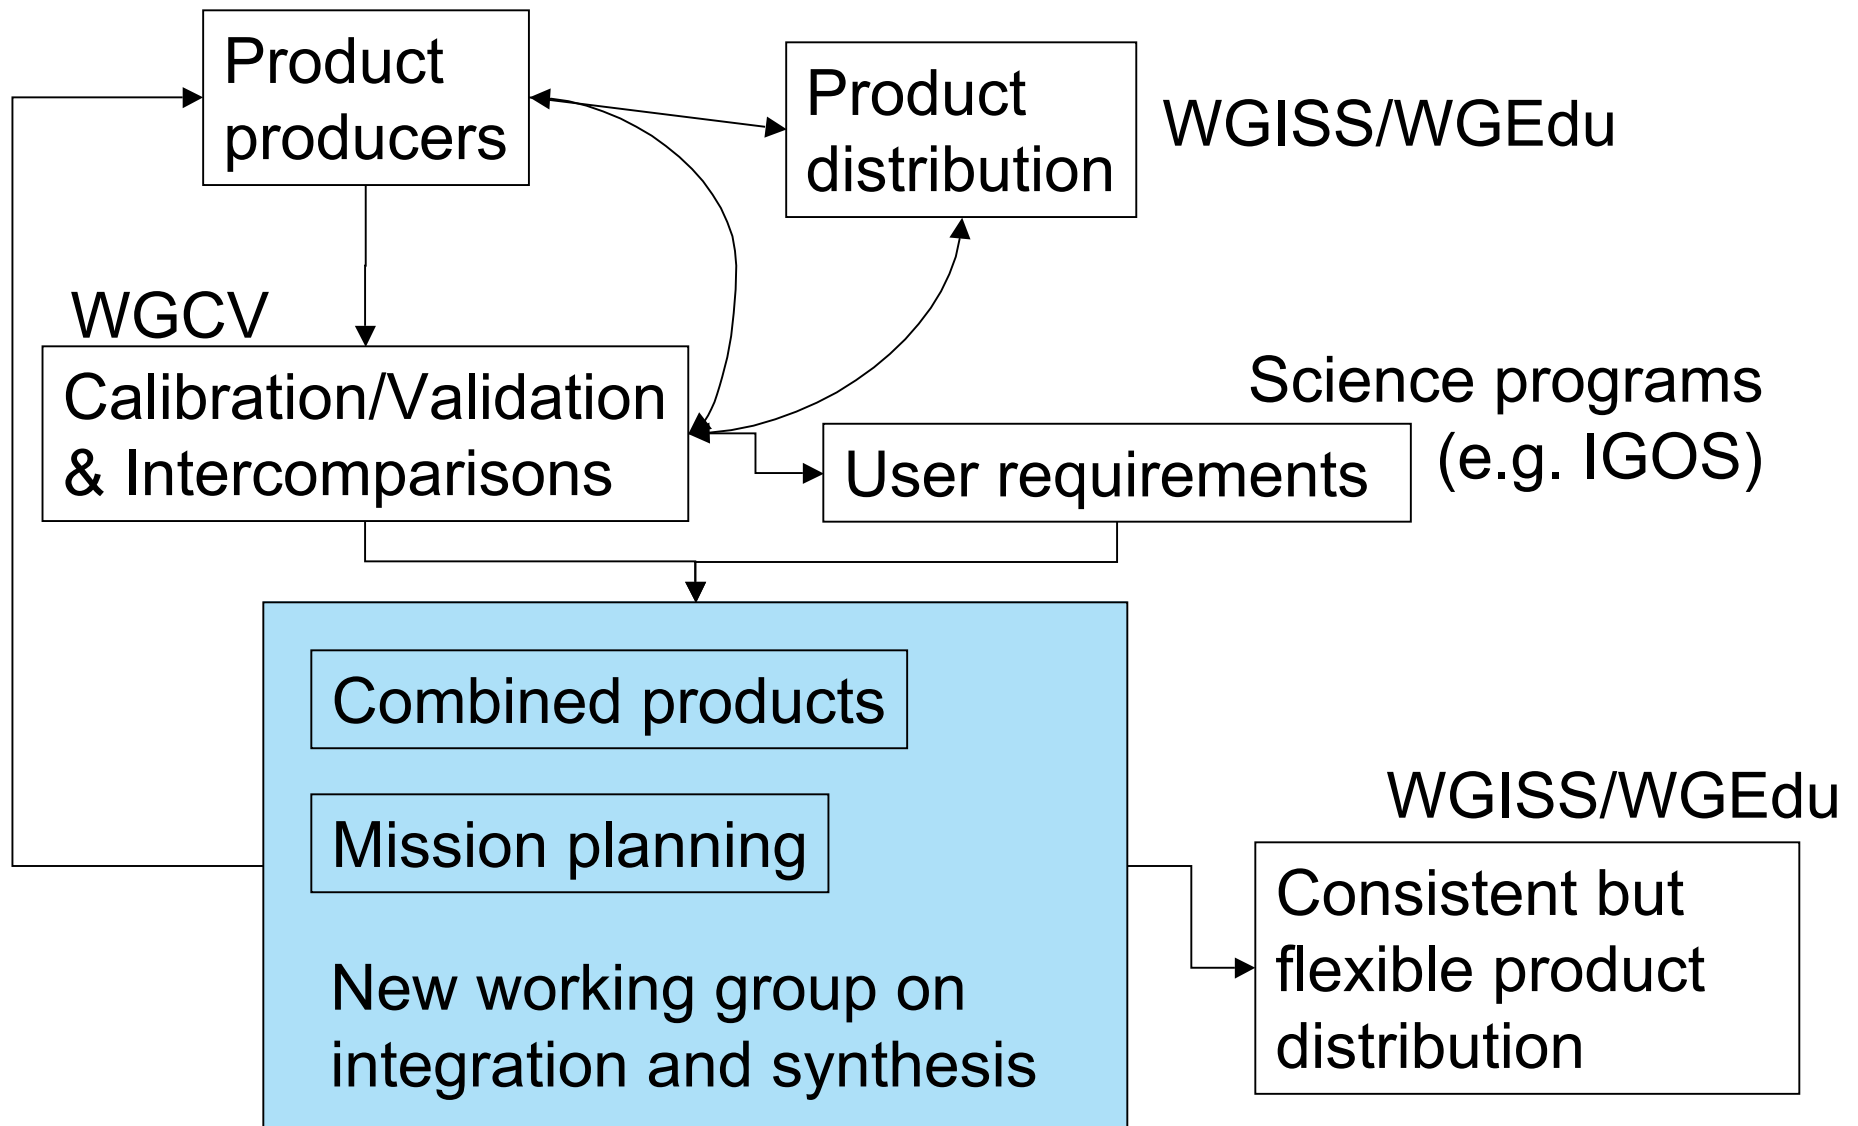 Product
producers
Product
distribution
WGISS/WGEdu
WGCV
Calibration/Validation
& Intercomparisons
Science programs
(e.g. IGOS)
User requirements
Combined products
Mission planning
New working group on
integration and synthesis
WGISS/WGEdu
Consistent but
flexible product
distribution